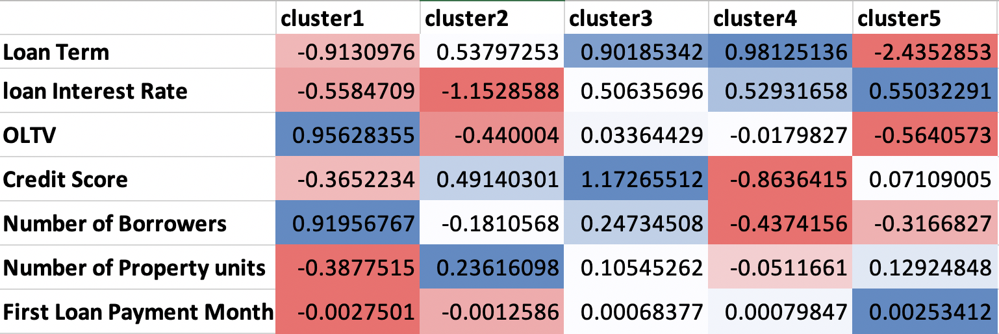 cluster1 cluster2 cluster3 cluster4 cluster5
Loan Term -0.9130976 0.53797253 0.90185342 0.98125136 -2.4352853
loan Interest Rate -0.5584709 -1.1528588 0.50635696 0.52931658 0.55032291
OLTV 0.95628355 -0.440004 0.03364429 -0.0179827 -0.5640573
Credit Score -0.3652234 0.49140301 1.17265512 -0.8636415 0.07109005
Number of Borrowers 0.91956767 -0.1810568 0.24734508 -0.4374156 -0.3166827
Number of Property units -0.3877515 0.23616098 0.10545262 -0.0511661 0.12924848
First Loan Payment Month -0.0027501 -0.0012586 0.00068377 0.00079847 0.00253412